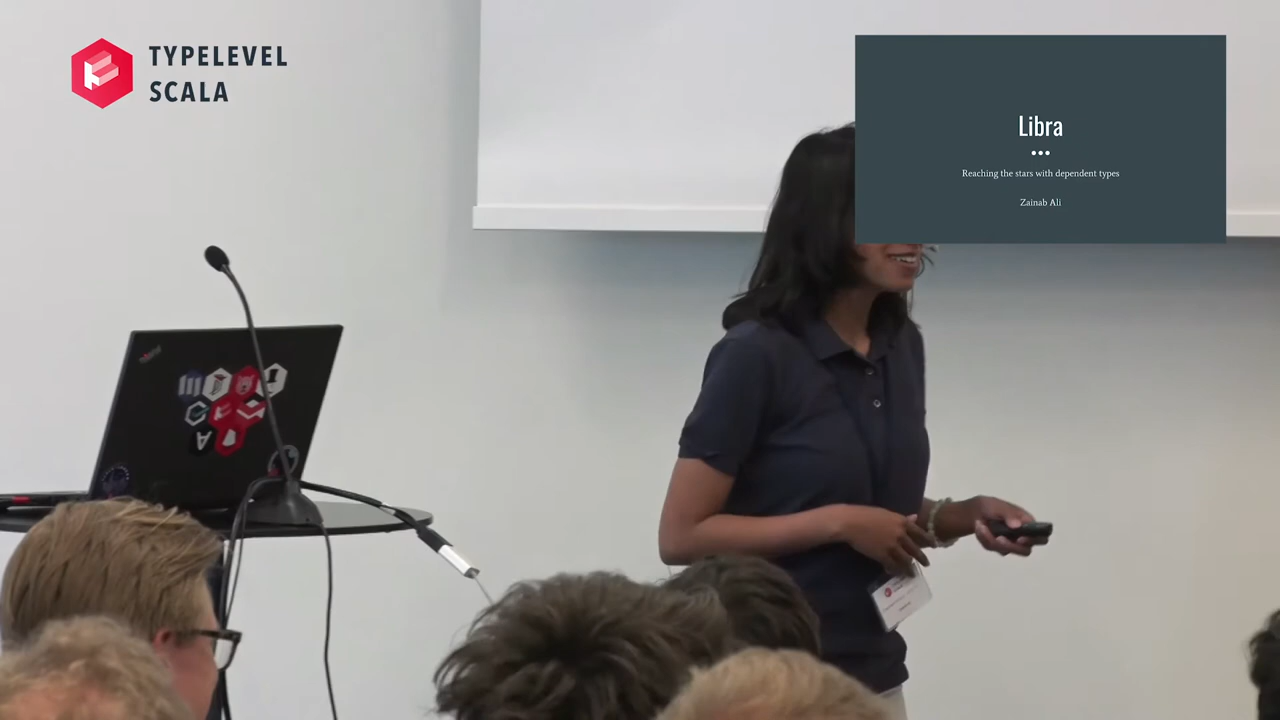 TYPELEVEL
SCALA
Libra
Reaching the stars with dependent types
Zainab Ali